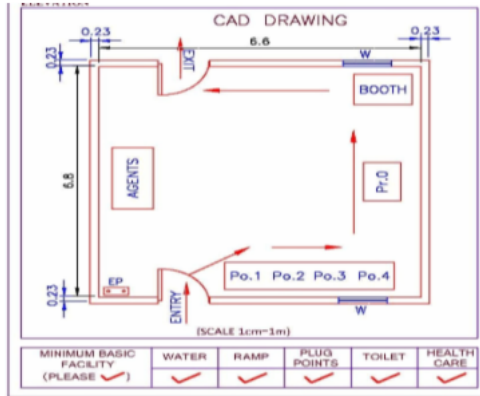 ELEVATION
CAD DRAWING
0.23
6.6
0.23
EXIT
W
0.23
BOOTH
6.8
AGENTS
Pr.O
EP
Po.1 Po.2 Po.3 Po.4
0.23
ENTRY
W
(SCALE 1cm=1m)
MINIMUM BASIC FACILITY (PLEASE ✓)
WATER
RAMP
PLUG POINTS
TOILET
HEALTH CARE